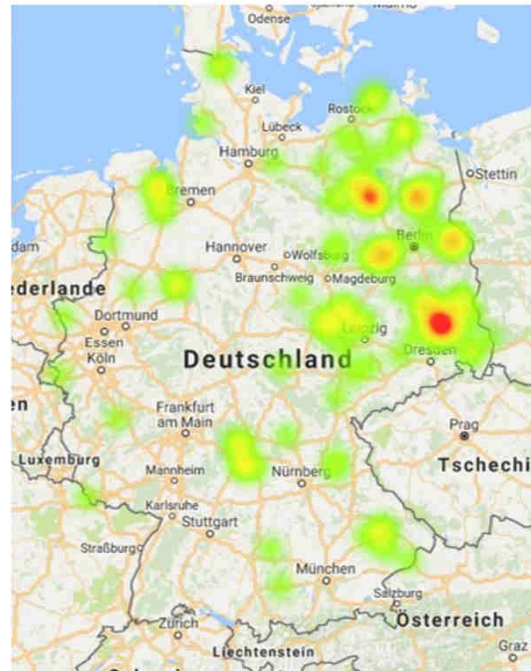 Odense
Kiel
Rostock
Lübeck
Hamburg
Stettin
Bremen
Berlin
Hannover
Wolfsburg
Braunschweig
Magdeburg
dam
ederlande
Dortmund
Essen
Köln
Leipzig
Deutschland
Dresden
en
Frankfurt
am Main
Prag
Luxemburg
Tschechi
Mannheim
Nürnberg
Karlsruhe
Stuttgart
Straßburg
München
Salzburg
Österreich
Zürich
Liechtenstein
Graz